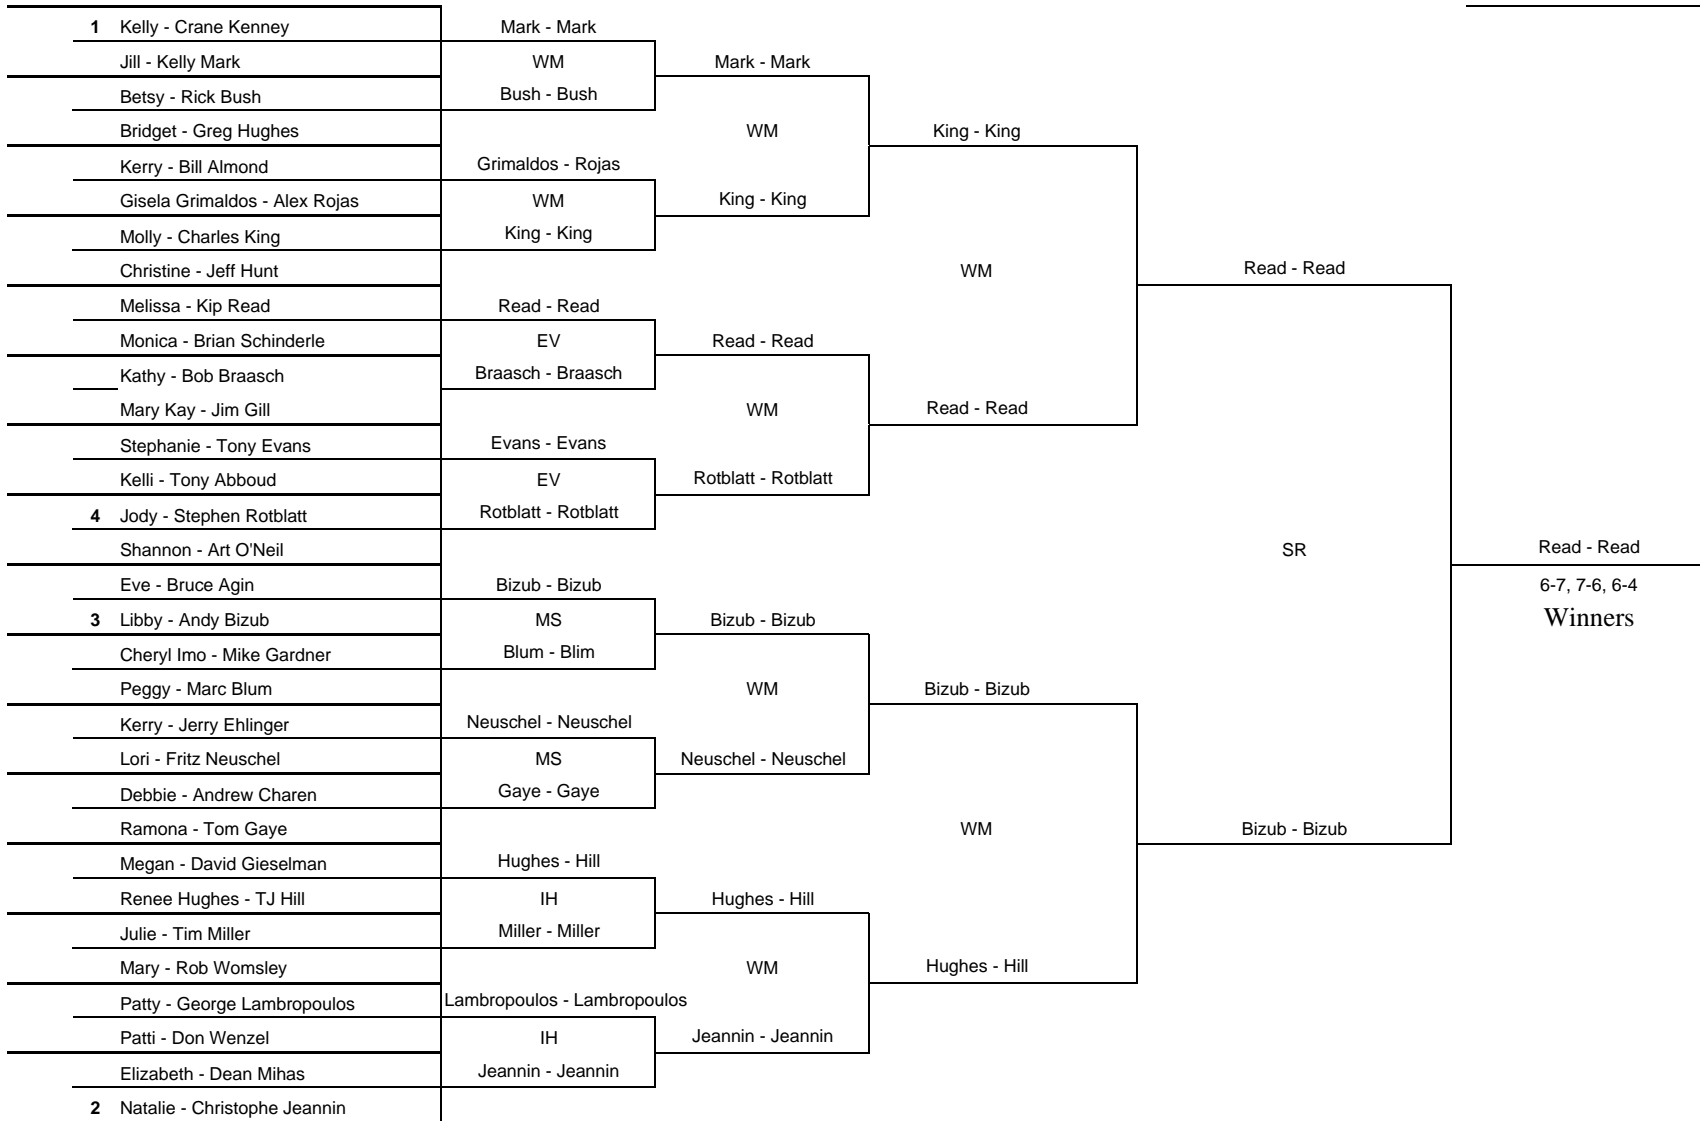 1 Kelly - Crane Kenney
Jill - Kelly Mark
Betsy - Rick Bush
Bridget - Greg Hughes
Kerry - Bill Almond
Gisela Grimaldos - Alex Rojas
Molly - Charles King
Christine - Jeff Hunt
Melissa - Kip Read
Monica - Brian Schinderle
Kathy - Bob Braasch
Mary Kay - Jim Gill
Stephanie - Tony Evans
Kelli - Tony Abboud
4 Jody - Stephen Rotblatt
Shannon - Art O'Neil
Eve - Bruce Agin
3 Libby - Andy Bizub
Cheryl Imo - Mike Gardner
Peggy - Marc Blum
Kerry - Jerry Ehlinger
Lori - Fritz Neuschel
Debbie - Andrew Charen
Ramona - Tom Gaye
Megan - David Gieselman
Renee Hughes - TJ Hill
Julie - Tim Miller
Mary - Rob Womsley
Patty - George Lambropoulos
Patti - Don Wenzel
Elizabeth - Dean Mihas
2 Natalie - Christophe Jeannin
Mark - Mark
WM
Bush - Bush
Grimaldos - Rojas
WM
King - King
Read - Read
EV
Braasch - Braasch
Evans - Evans
EV
Rotblatt - Rotblatt
Bizub - Bizub
MS
Blum - Blim
Neuschel - Neuschel
MS
Gaye - Gaye
Hughes - Hill
IH
Miller - Miller
Lambropoulos - Lambropoulos
IH
Jeannin - Jeannin
Mark - Mark
WM
King - King
Read - Read
WM
Rotblatt - Rotblatt
Bizub - Bizub
WM
Neuschel - Neuschel
Hughes - Hill
WM
Jeannin - Jeannin
King - King
WM
Read - Read
Bizub - Bizub
WM
Hughes - Hill
Read - Read
SR
Bizub - Bizub
Read - Read
6-7, 7-6, 6-4
Winners